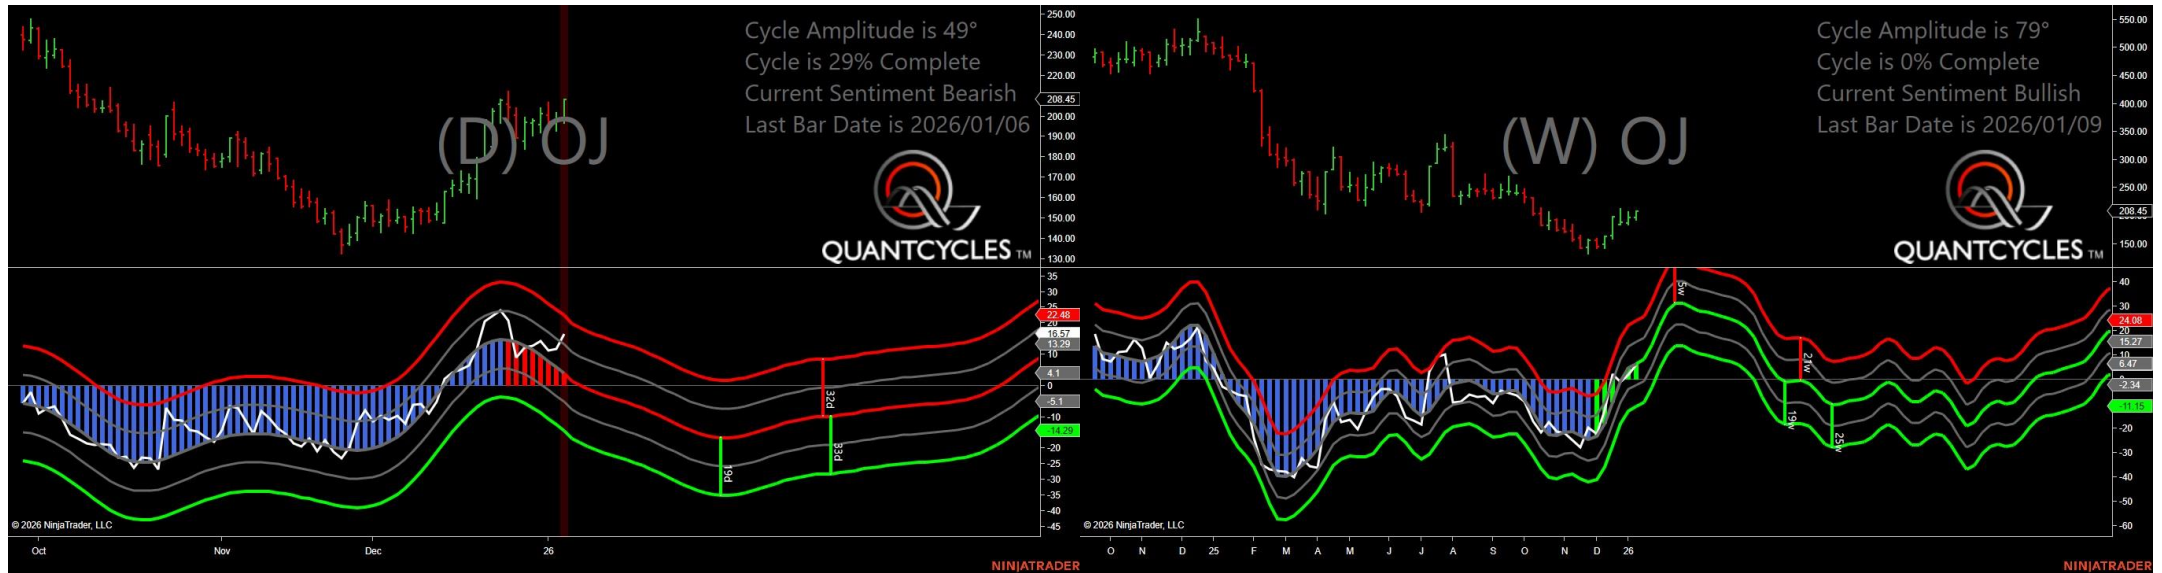 Cycle Amplitude is 49°
Cycle is 29% Complete
Current Sentiment Bearish
Last Bar Date is 2026/01/06
(D) OJ
QUANTCYCLES TM
250.00
240.00
230.00
220.00
208.45
200.00
190.00
180.00
170.00
160.00
150.00
140.00
130.00
35
30
25
22.48
20
16.57
13.29
10
4.1
0
-5.1
-10
-14.29
-20
-25
-30
-35
-40
-45
19d
32d
33d
© 2026 NinjaTrader, LLC
Oct
Nov
Dec
26
NINJATRADER
Cycle Amplitude is 79°
Cycle is 0% Complete
Current Sentiment Bullish
Last Bar Date is 2026/01/09
(W) OJ
QUANTCYCLES TM
550.00
500.00
450.00
400.00
350.00
300.00
250.00
208.45
150.00
40
30
24.08
20
15.27
10
6.47
-2.34
-11.15
-20
-30
-40
-50
-60
5w
21w
19w
25w
© 2026 NinjaTrader, LLC
O N D 25 F M A M J J A S O N D 26
NINJATRADER